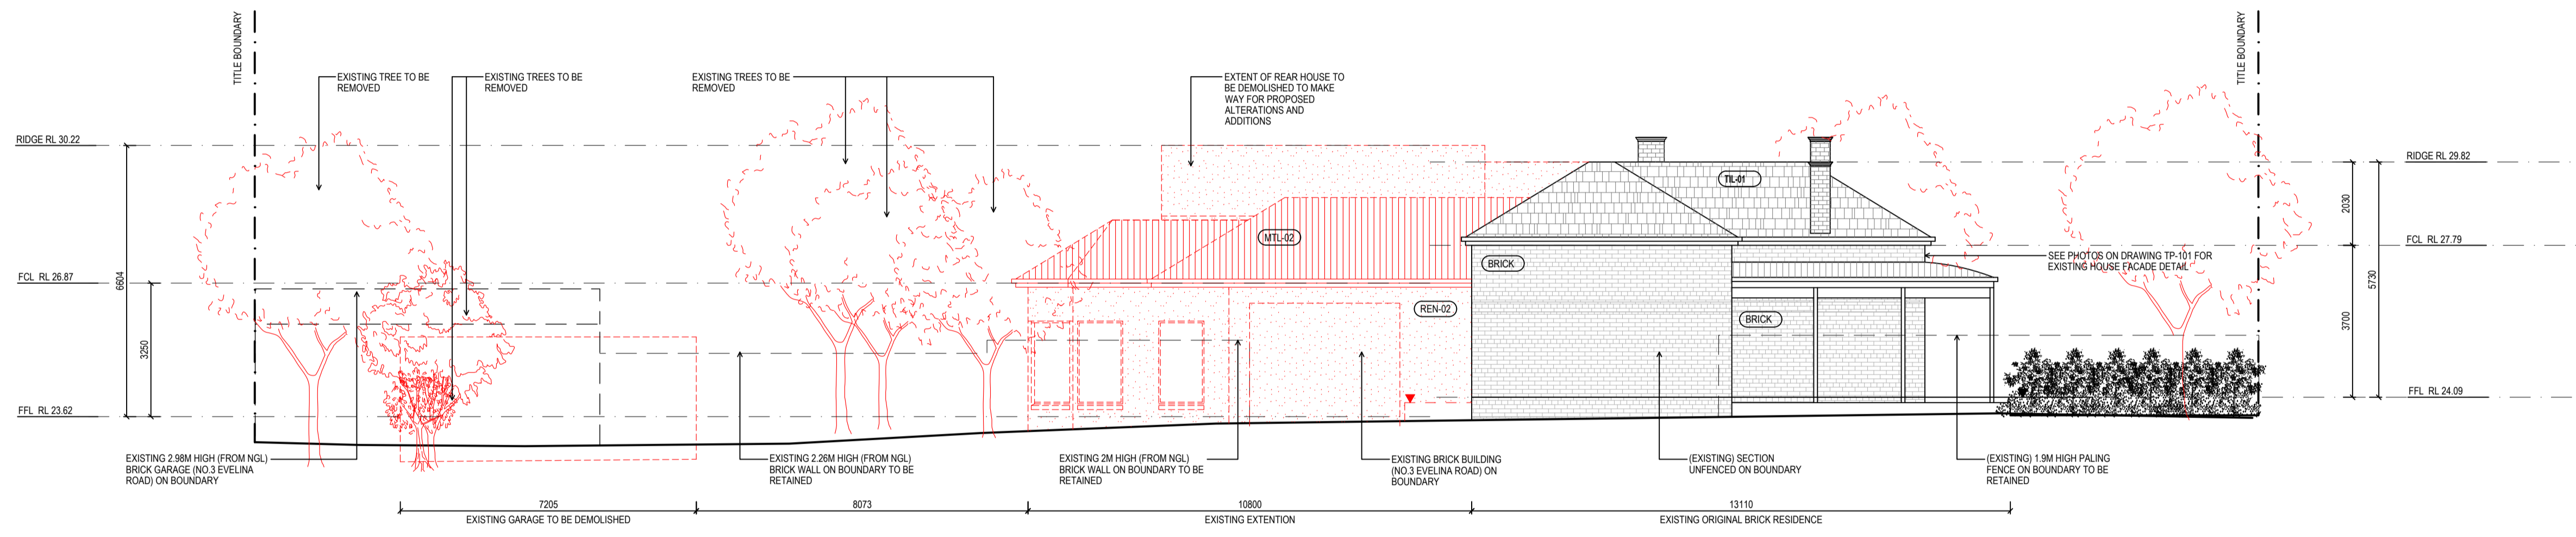 TITLE BOUNDARY
TITLE BOUNDARY
EXISTING TREE TO BE
REMOVED
EXISTING TREES TO BE
REMOVED
EXISTING TREES TO BE
REMOVED
EXTENT OF REAR HOUSE TO
BE DEMOLISHED TO MAKE
WAY FOR PROPOSED
ALTERATIONS AND
ADDITIONS
RIDGE RL 30.22
FCL RL 26.87
FFL RL 23.62
6604
3250
MTL-02
REN-02
TIL-01
BRICK
BRICK
SEE PHOTOS ON DRAWING TP-101 FOR
EXISTING HOUSE FACADE DETAIL
RIDGE RL 29.82
FCL RL 27.79
FFL RL 24.09
2030
3700
5730
EXISTING 2.98M HIGH (FROM NGL)
BRICK GARAGE (NO.3 EVELINA
ROAD) ON BOUNDARY
EXISTING 2.26M HIGH (FROM NGL)
BRICK WALL ON BOUNDARY TO BE
RETAINED
EXISTING 2M HIGH (FROM NGL)
BRICK WALL ON BOUNDARY TO BE
RETAINED
EXISTING BRICK BUILDING
(NO.3 EVELINA ROAD) ON
BOUNDARY
(EXISTING) SECTION
UNFENCED ON BOUNDARY
(EXISTING) 1.9M HIGH PALING
FENCE ON BOUNDARY TO BE
RETAINED
7205
EXISTING GARAGE TO BE DEMOLISHED
8073
10800
EXISTING EXTENTION
13110
EXISTING ORIGINAL BRICK RESIDENCE